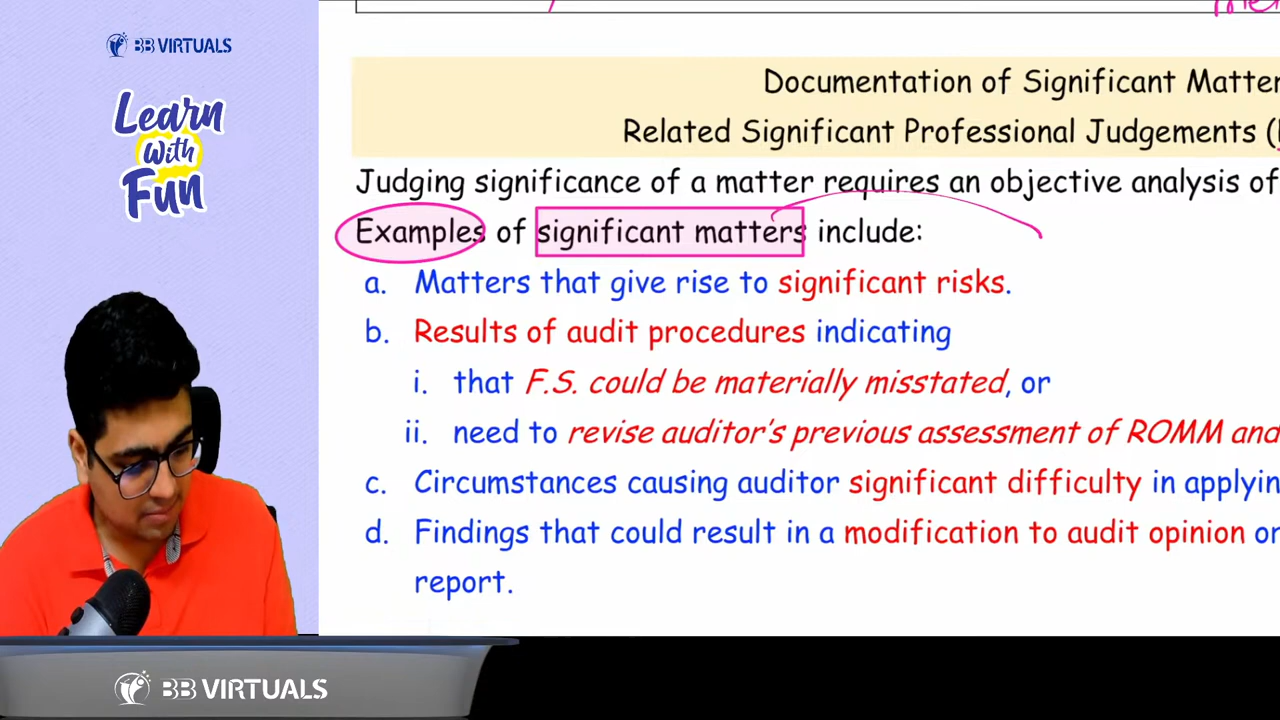 BB VIRTUALS
Learn
With
Fun
Documentation of Significant Matter
Related Significant Professional Judgements (
Judging significance of a matter requires an objective analysis of
Examples of significant matters include:
a. Matters that give rise to significant risks.
b. Results of audit procedures indicating
i. that F.S. could be materially misstated, or
ii. need to revise auditor's previous assessment of ROMM and
c. Circumstances causing auditor significant difficulty in applyin
d. Findings that could result in a modification to audit opinion or
report.
BB VIRTUALS